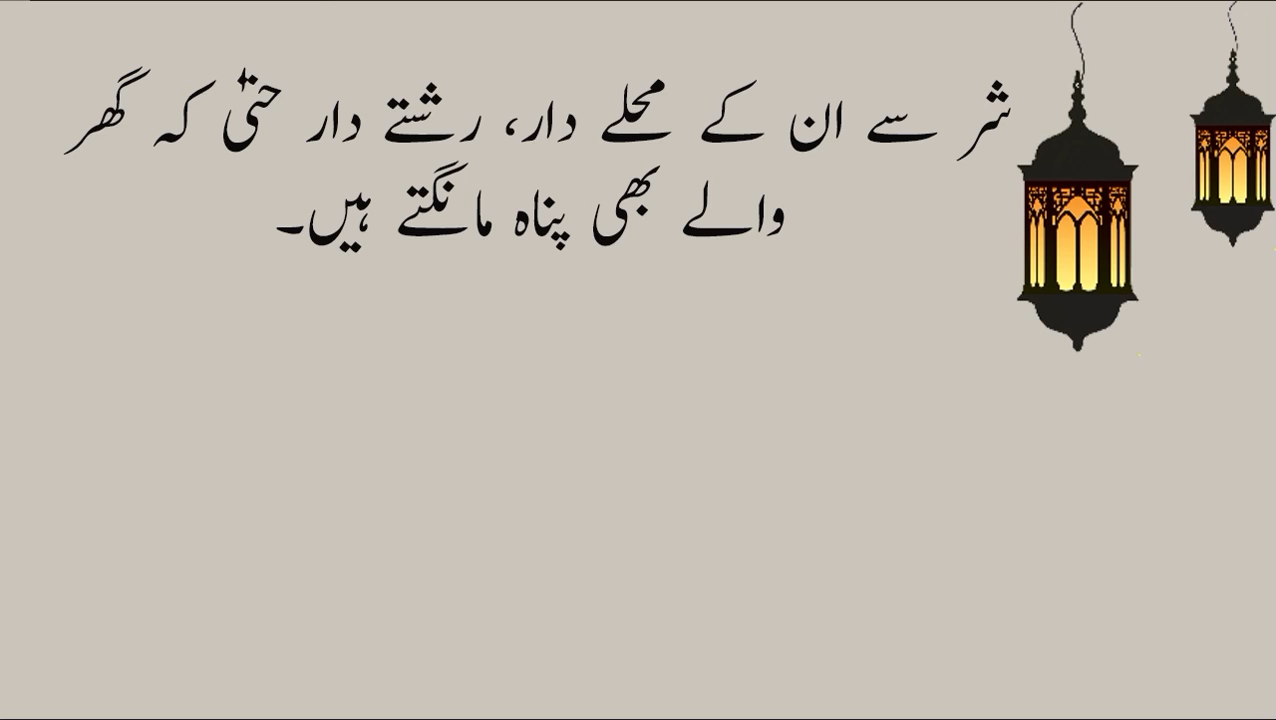 شر سے ان کے محلے دار، رشتے دار حتیٰ کہ گھر
والے بھی پناہ مانگتے ہیں۔